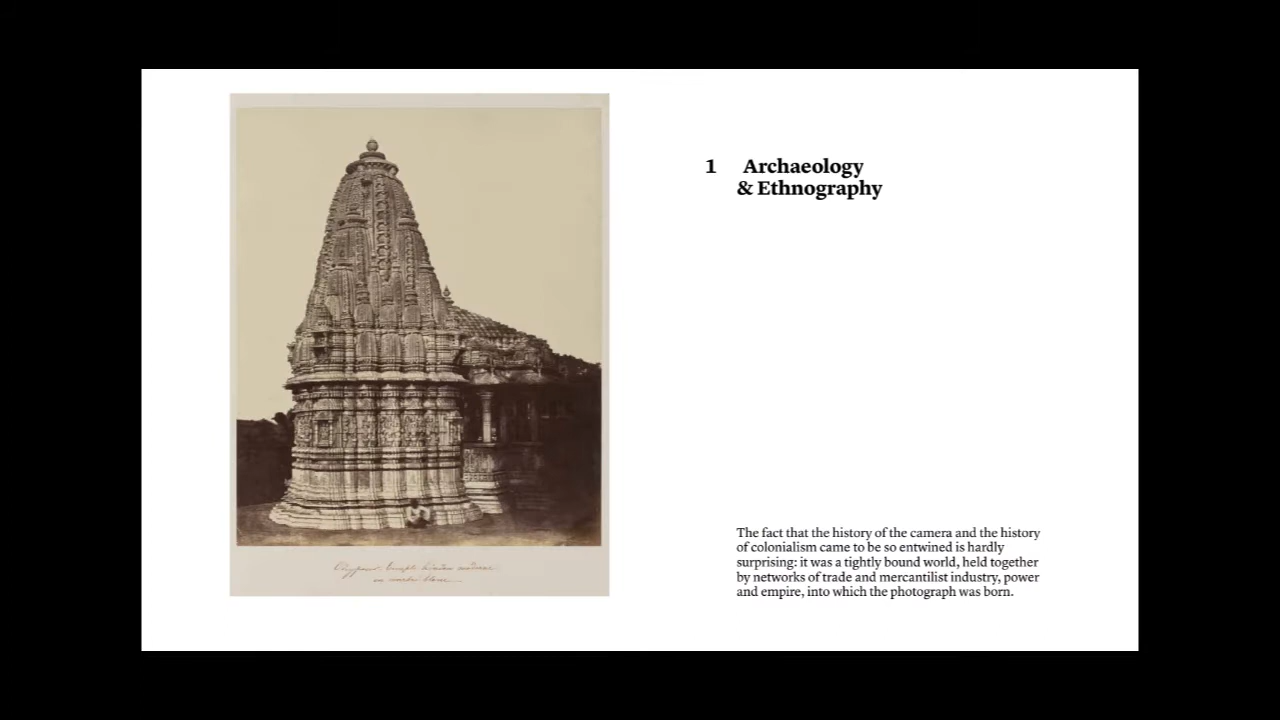 1 Archaeology
& Ethnography
The fact that the history of the camera and the history
of colonialism came to be so entwined is hardly
surprising: it was a tightly bound world, held together
by networks of trade and mercantilist industry, power
and empire, into which the photograph was born.